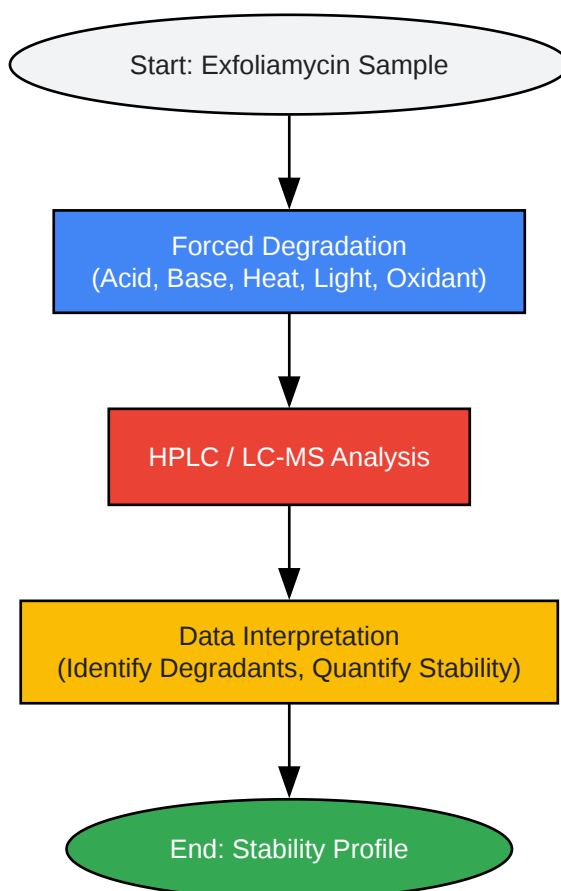 Start: Exfoliamycin Sample
Forced Degradation
(Acid, Base, Heat, Light, Oxidant)
HPLC / LC-MS Analysis
Data Interpretation
(Identify Degradants, Quantify Stability)
End: Stability Profile